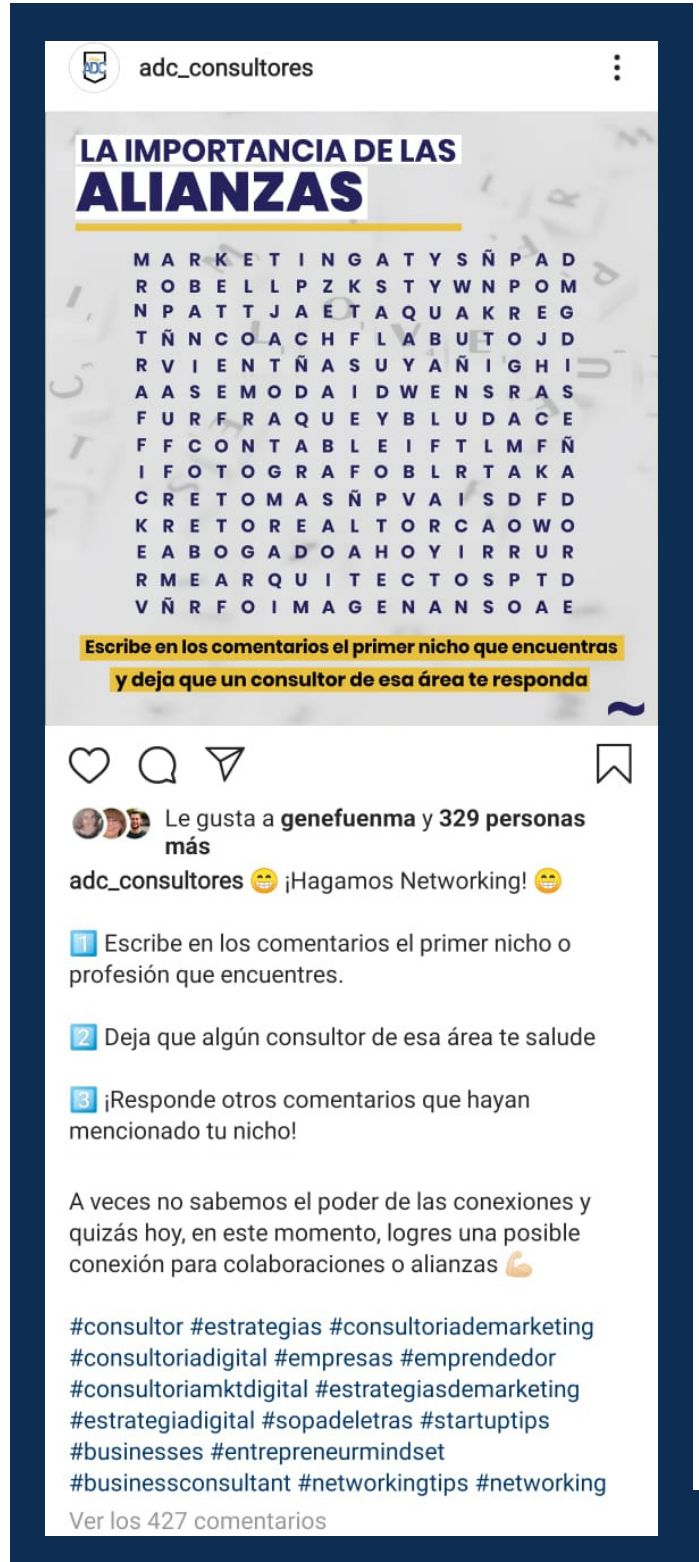 ADC
adc_consultores
LA IMPORTANCIA DE LAS
ALIANZAS
M A R K E T I N G A T Y S Ñ P A D
R O B E L L P Z K S T Y W N P O M
N P A T T J A E T A Q U A K R E G
T Ñ N C O A C H F L A B U T O J D
R V I E N T Ñ A S U Y A Ñ I G H I
A A S E M O D A I D W E N S R A S
F U R F R A Q U E Y B L U D A C E
F F C O N T A B L E I F T L M F Ñ
I F O T O G R A F O B L R T A K A
C R E T O M A S Ñ P V A I S D F D
K R E T O R E A L T O R C A O W O
E A B O G A D O A H O Y I R R U R
R M E A R Q U I T E C T O S P T D
V Ñ R F O I M A G E N A N S O A E
Escribe en los comentarios el primer nicho que encuentras
y deja que un consultor de esa área te responda
Le gusta a genefuenma y 329 personas
más
adc_consultores 😁 ¡Hagamos Networking! 😁
1️⃣ Escribe en los comentarios el primer nicho o
profesión que encuentres.
2️⃣ Deja que algún consultor de esa área te salude
3️⃣ ¡Responde otros comentarios que hayan
mencionado tu nicho!
A veces no sabemos el poder de las conexiones y
quizás hoy, en este momento, logres una posible
conexión para colaboraciones o alianzas 💪🏻
#consultor #estrategias #consultoriademarketing
#consultoriadigital #empresas #emprendedor
#consultoriamktdigital #estrategiasdemarketing
#estrategiadigital #sopadeletras #startuptips
#businesses #entrepreneurmindset
#businessconsultant #networkingtips #networking
Ver los 427 comentarios